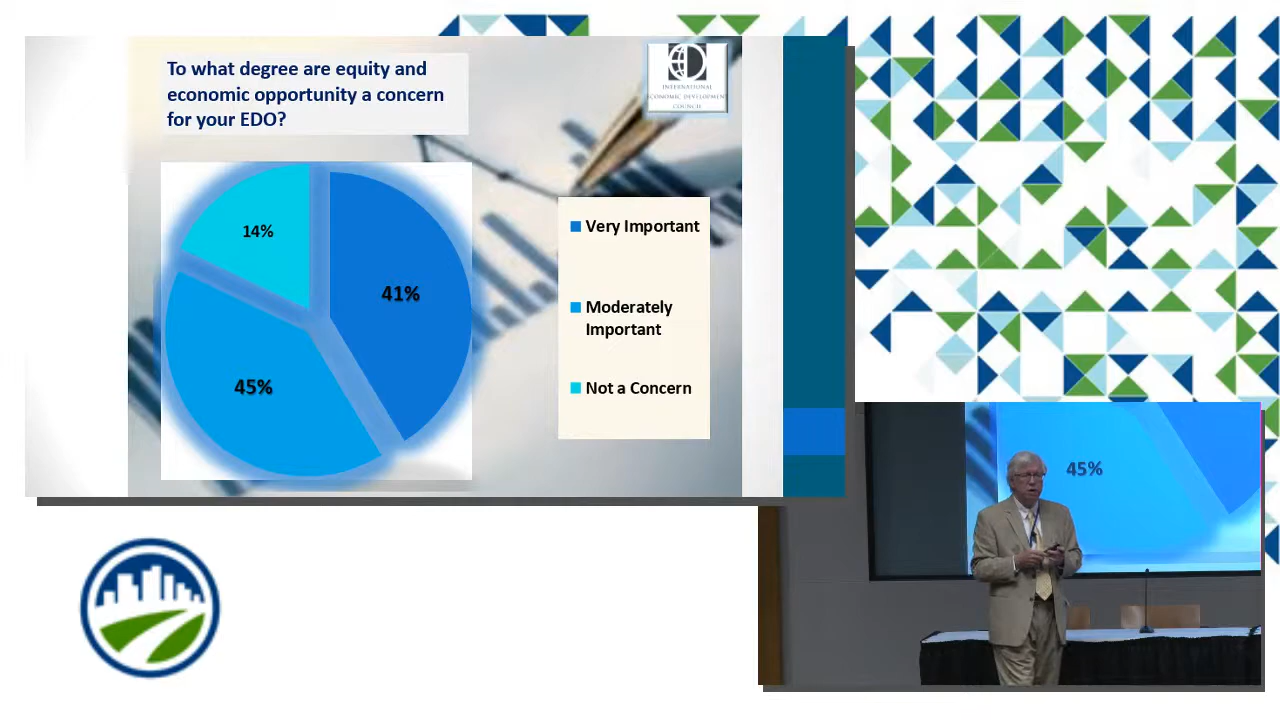 To what degree are equity and
economic opportunity a concern
for your EDO?
INTERNATIONAL
ECONOMIC DEVELOPMENT
COUNCIL
14%
41%
45%
Very Important
Moderately
Important
Not a Concern
45%